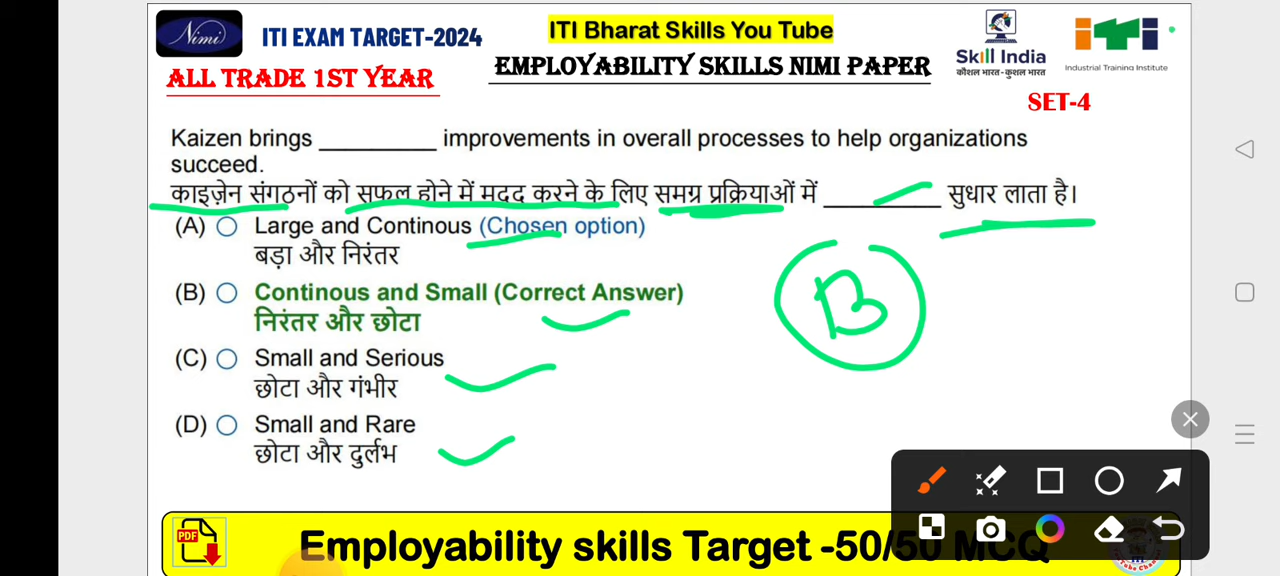 Nimi
ITI EXAM TARGET-2024
ITI Bharat Skills You Tube
Skill India
कौशल भारत - कुशल भारत
iTi
Industrial Training Institute
ALL TRADE 1ST YEAR
EMPLOYABILITY SKILLS NIMI PAPER
SET-4
Kaizen brings _________ improvements in overall processes to help organizations
succeed.
काइज़ेन संगठनों को सफल होने में मदद करने के लिए समग्र प्रक्रियाओं में _________ सुधार लाता है।
(A) Large and Continous (Chosen option)
बड़ा और निरंतर
(B) Continous and Small (Correct Answer)
निरंतर और छोटा
B
(C) Small and Serious
छोटा और गंभीर
(D) Small and Rare
छोटा और दुर्लभ
PDF
Employability skills Target -50/50 MCQ